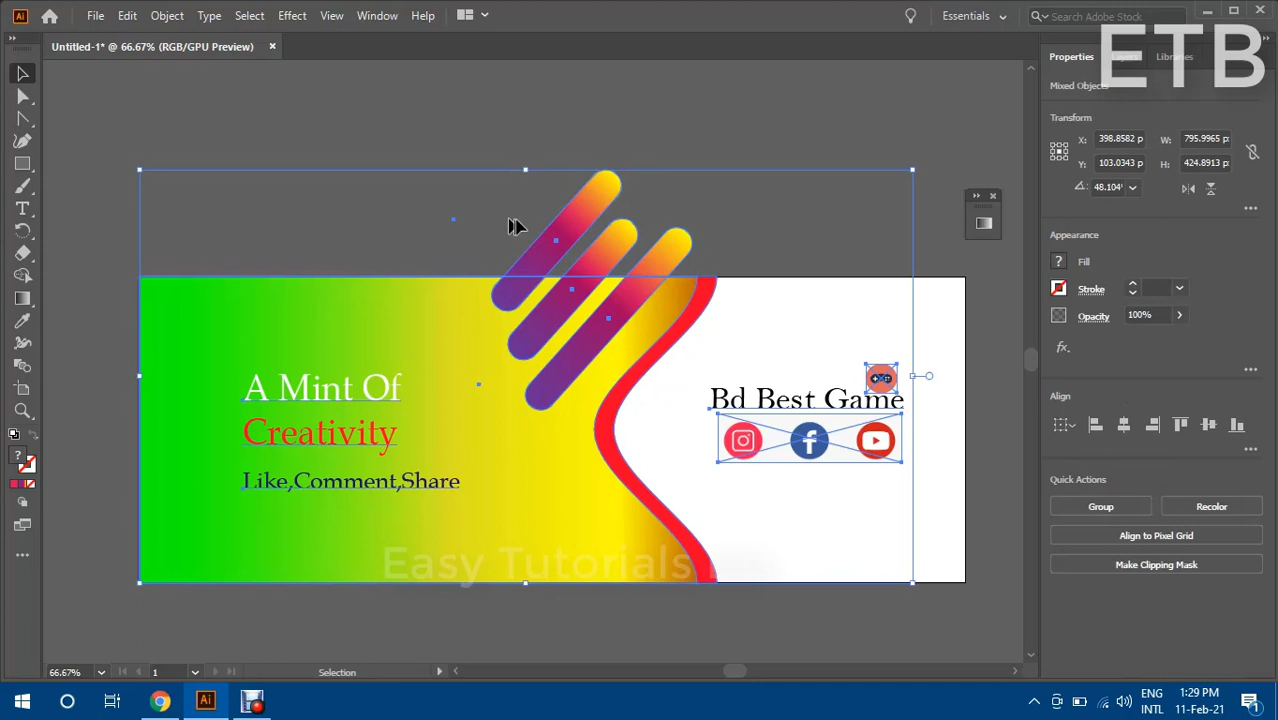 File Edit Object Type Select Effect View Window Help
Essentials
Search Adobe Stock
ETB
Untitled-1* @ 66.67% (RGB/GPU Preview)
Properties
Layers
Libraries
Mixed Objects
Transform
X: 398.8582 p
W: 795.9965 p
Y: 103.0343 p
H: 424.8913 p
48.104°
Appearance
Fill
Stroke
Opacity
100%
fx
Align
Quick Actions
Group
Recolor
Align to Pixel Grid
Make Clipping Mask
A Mint Of
Creativity
Like,Comment,Share
Bd Best Game
Easy Tutorials
66.67%
1
Selection
Ai
ENG
INTL
1:29 PM
11-Feb-21